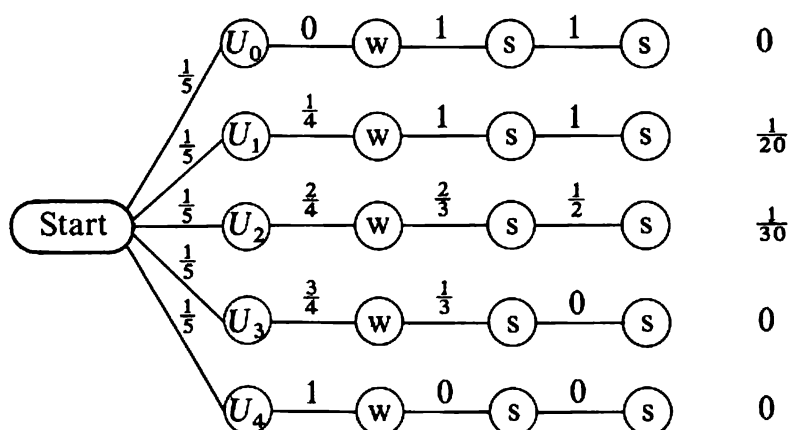 U₀ 0 w 1 s 1 s 0
1/5
U₁ 1/4 w 1 s 1 s 1/20
1/5
Start 1/5 U₂ 2/4 w 2/3 s 1/2 s 1/30
1/5
U₃ 3/4 w 1/3 s 0 s 0
1/5
U₄ 1 w 0 s 0 s 0